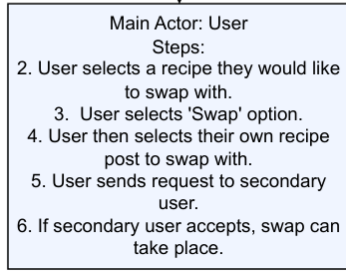 Main Actor: User
Steps:
2. User selects a recipe they would like
to swap with.
3. User selects 'Swap' option.
4. User then selects their own recipe
post to swap with.
5. User sends request to secondary
user.
6. If secondary user accepts, swap can
take place.